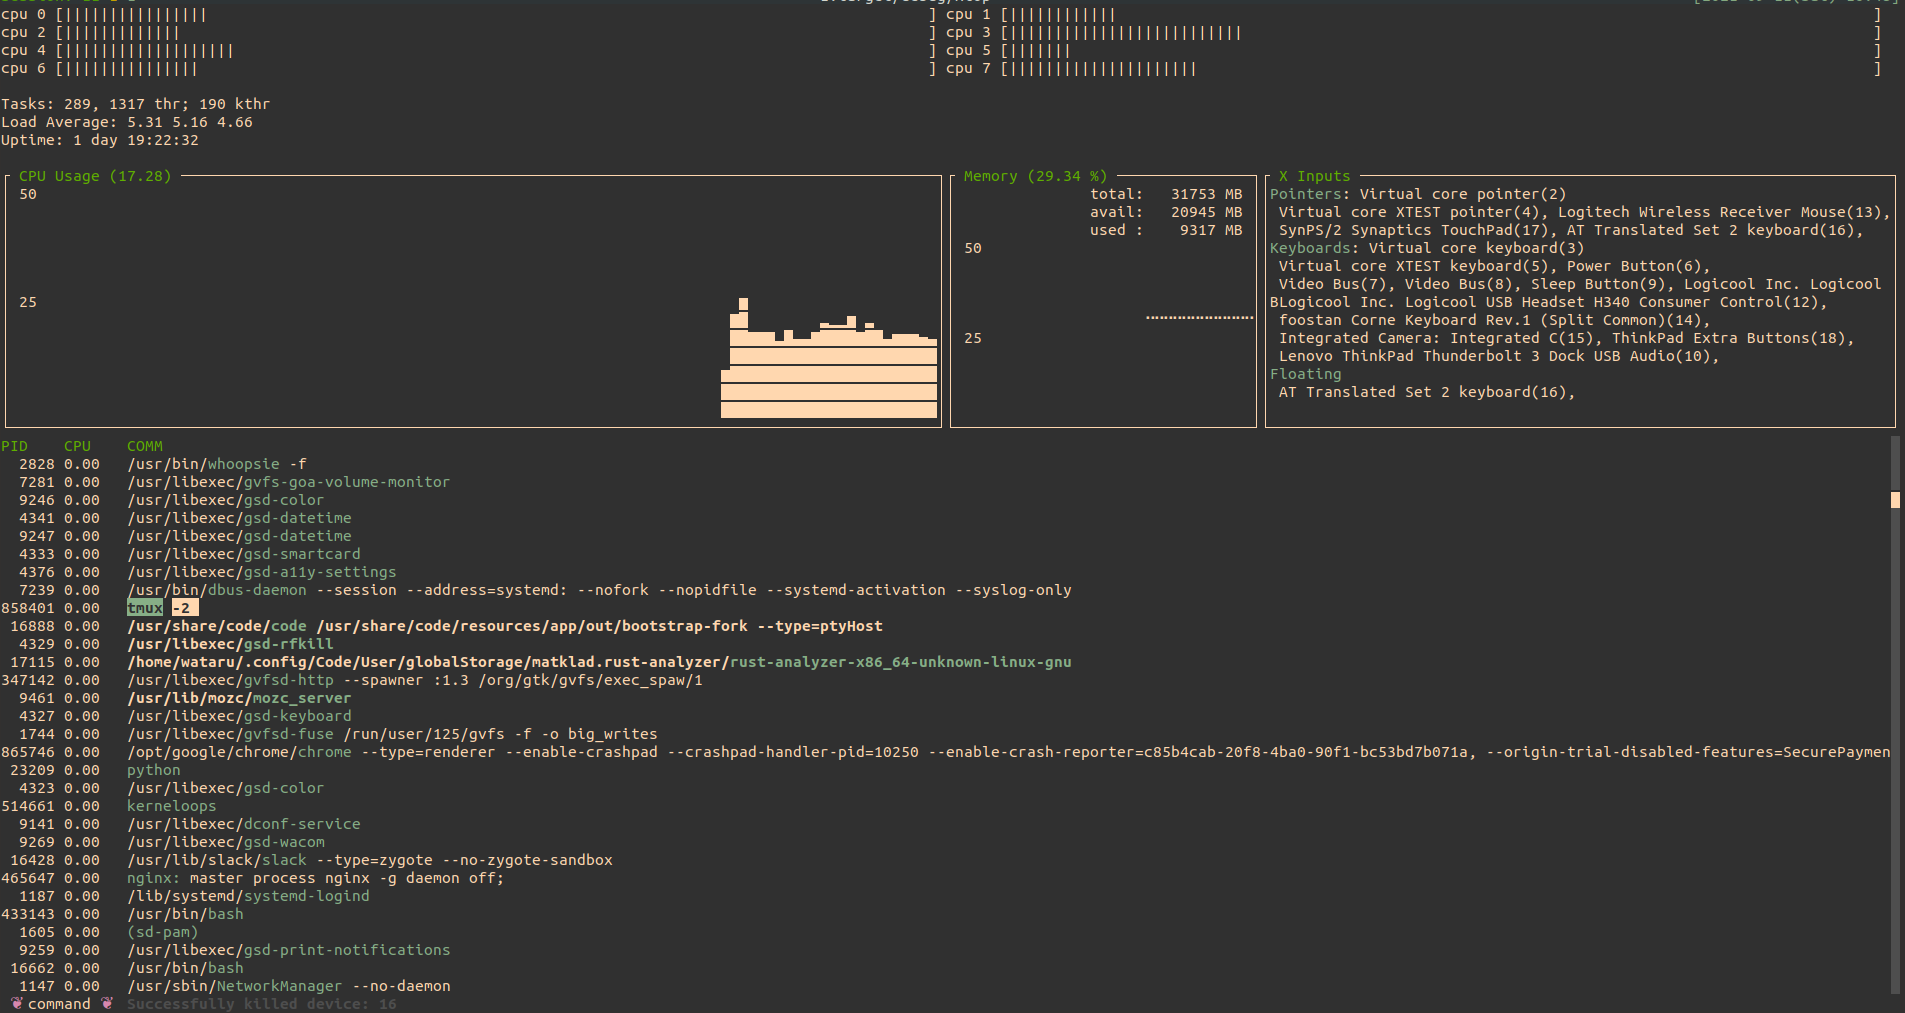 cpu 0 [||||||||||||||||                ] cpu 1 [||||||||||||                ]
cpu 2 [|||||||||||||                ] cpu 3 [||||||||||||||||||||||||||                ]
cpu 4 [|||||||||||||||||||                ] cpu 5 [|||||||                ]
cpu 6 [|||||||||||||||                ] cpu 7 [|||||||||||||||||||||                ]
Tasks: 289, 1317 thr; 190 kthr
Load Average: 5.31 5.16 4.66
Uptime: 1 day 19:22:32
CPU Usage (17.28)
50
25
Memory (29.34 %)
total: 31753 MB
avail: 20945 MB
used : 9317 MB
50
25
X Inputs
Pointers: Virtual core pointer(2)
Virtual core XTEST pointer(4), Logitech Wireless Receiver Mouse(13),
SynPS/2 Synaptics TouchPad(17), AT Translated Set 2 keyboard(16),
Keyboards: Virtual core keyboard(3)
Virtual core XTEST keyboard(5), Power Button(6),
Video Bus(7), Video Bus(8), Sleep Button(9), Logicool Inc. Logicool
BLogicool Inc. Logicool USB Headset H340 Consumer Control(12),
foostan Corne Keyboard Rev.1 (Split Common)(14),
Integrated Camera: Integrated C(15), ThinkPad Extra Buttons(18),
Lenovo ThinkPad Thunderbolt 3 Dock USB Audio(10),
Floating
AT Translated Set 2 keyboard(16),
PID CPU COMM
2828 0.00 /usr/bin/whoopsie -f
7281 0.00 /usr/libexec/gvfs-goa-volume-monitor
9246 0.00 /usr/libexec/gsd-color
4341 0.00 /usr/libexec/gsd-datetime
9247 0.00 /usr/libexec/gsd-datetime
4333 0.00 /usr/libexec/gsd-smartcard
4376 0.00 /usr/libexec/gsd-a11y-settings
7239 0.00 /usr/bin/dbus-daemon --session --address=systemd: --nofork --nopidfile --systemd-activation --syslog-only
858401 0.00 tmux -2
16888 0.00 /usr/share/code/code /usr/share/code/resources/app/out/bootstrap-fork --type=ptyHost
4329 0.00 /usr/libexec/gsd-rfkill
17115 0.00 /home/wataru/.config/Code/User/globalStorage/matklad.rust-analyzer/rust-analyzer-x86_64-unknown-linux-gnu
347142 0.00 /usr/libexec/gvfsd-http --spawner :1.3 /org/gtk/gvfs/exec_spaw/1
9461 0.00 /usr/lib/mozc/mozc_server
4327 0.00 /usr/libexec/gsd-keyboard
1744 0.00 /usr/libexec/gvfsd-fuse /run/user/125/gvfs -f -o big_writes
865746 0.00 /opt/google/chrome/chrome --type=renderer --enable-crashpad --crashpad-handler-pid=10250 --enable-crash-reporter=c85b4cab-20f8-4ba0-90f1-bc53bd7b071a, --origin-trial-disabled-features=SecurePaymen
23209 0.00 python
4323 0.00 /usr/libexec/gsd-color
514661 0.00 kerneloops
9141 0.00 /usr/libexec/dconf-service
9269 0.00 /usr/libexec/gsd-wacom
16428 0.00 /usr/lib/slack/slack --type=zygote --no-zygote-sandbox
465647 0.00 nginx: master process nginx -g daemon off;
1187 0.00 /lib/systemd/systemd-logind
433143 0.00 /usr/bin/bash
1605 0.00 (sd-pam)
9259 0.00 /usr/libexec/gsd-print-notifications
16662 0.00 /usr/bin/bash
1147 0.00 /usr/sbin/NetworkManager --no-daemon
❦ command ❦ Successfully killed device: 16